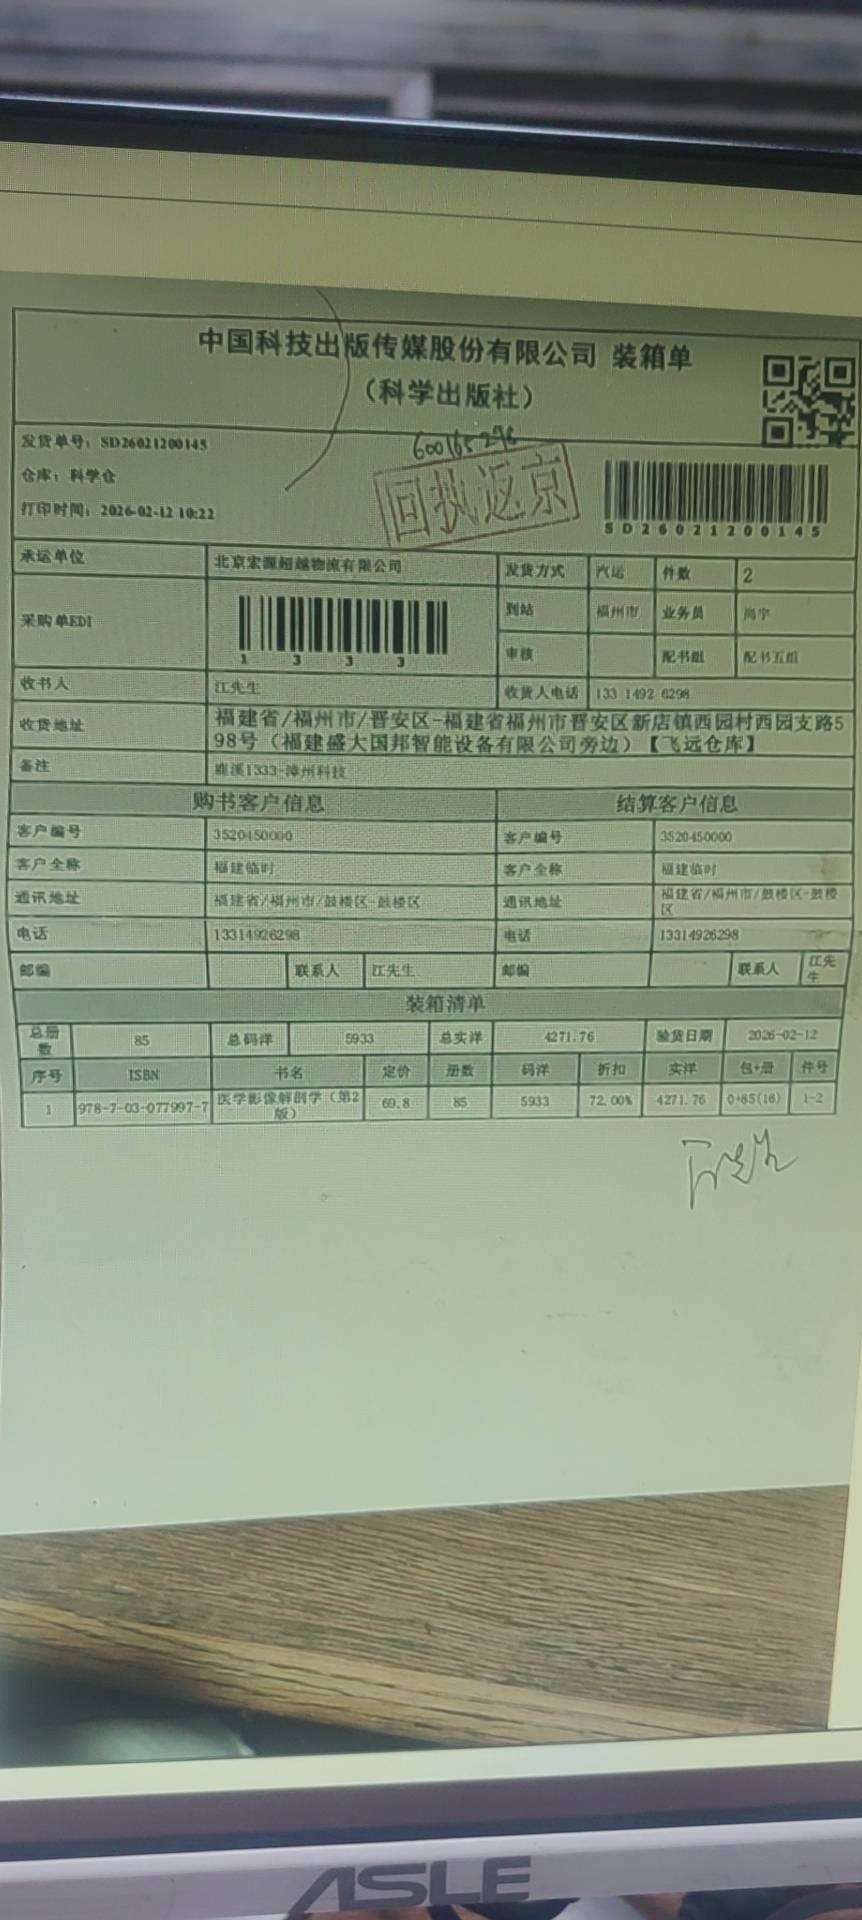 中国科技出版传媒股份有限公司 装箱单
（科学出版社）
发货单号：SD26021200145
60016529
仓库：科学仓
回执返京
打印时间：2026-02-12 10:22
SD26021200145
承运单位 北京宏源超越物流有限公司 发货方式 汽运 件数 2
采购单EDI 1333 到站 福州市 业务员 尚宇
审核 配书组 配书五组
收书人 江先生 收货人电话 133 1492 6298
收货地址 福建省/福州市/晋安区-福建省福州市晋安区新店镇西园村西园支路5
98号（福建盛大国邦智能设备有限公司旁边）【飞远仓库】
备注 1333-漳州科技
购书客户信息 结算客户信息
客户编号 3520450000 客户编号 3520450000
客户全称 福建临时 客户全称 福建临时
通讯地址 福建省/福州市/鼓楼区-鼓楼区 通讯地址 福建省/福州市/鼓楼区-鼓楼
区
电话 13314926298 电话 13314926298
邮编 联系人 江先生 邮编 联系人 江先
生
装箱清单
总册数 85 总码洋 5933 总实洋 4271.76 验货日期 2026-02-12
序号 ISBN 书名 定价 册数 码洋 折扣 实洋 包+册 件号
1 978-7-03-077997-7 医学影像解剖学（第2 69.8 85 5933 72.00% 4271.76 0+85(16) 1-2
版）
ASLE